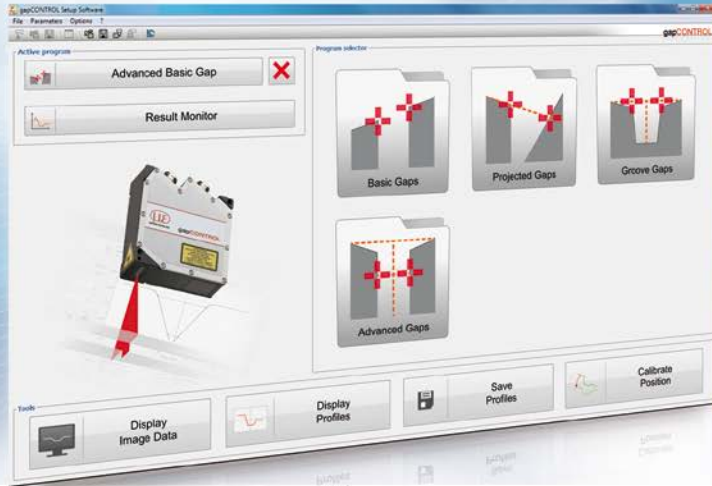 gapCONTROL Setup Software
File Parameters Options ?
gapCONTROL
Active program
Advanced Basic Gap
Result Monitor
gapCONTROL
Program selector
Basic Gaps
Projected Gaps
Groove Gaps
Advanced Gaps
Tools
Display
Image Data
Display
Profiles
Save
Profiles
Calibrate
Position